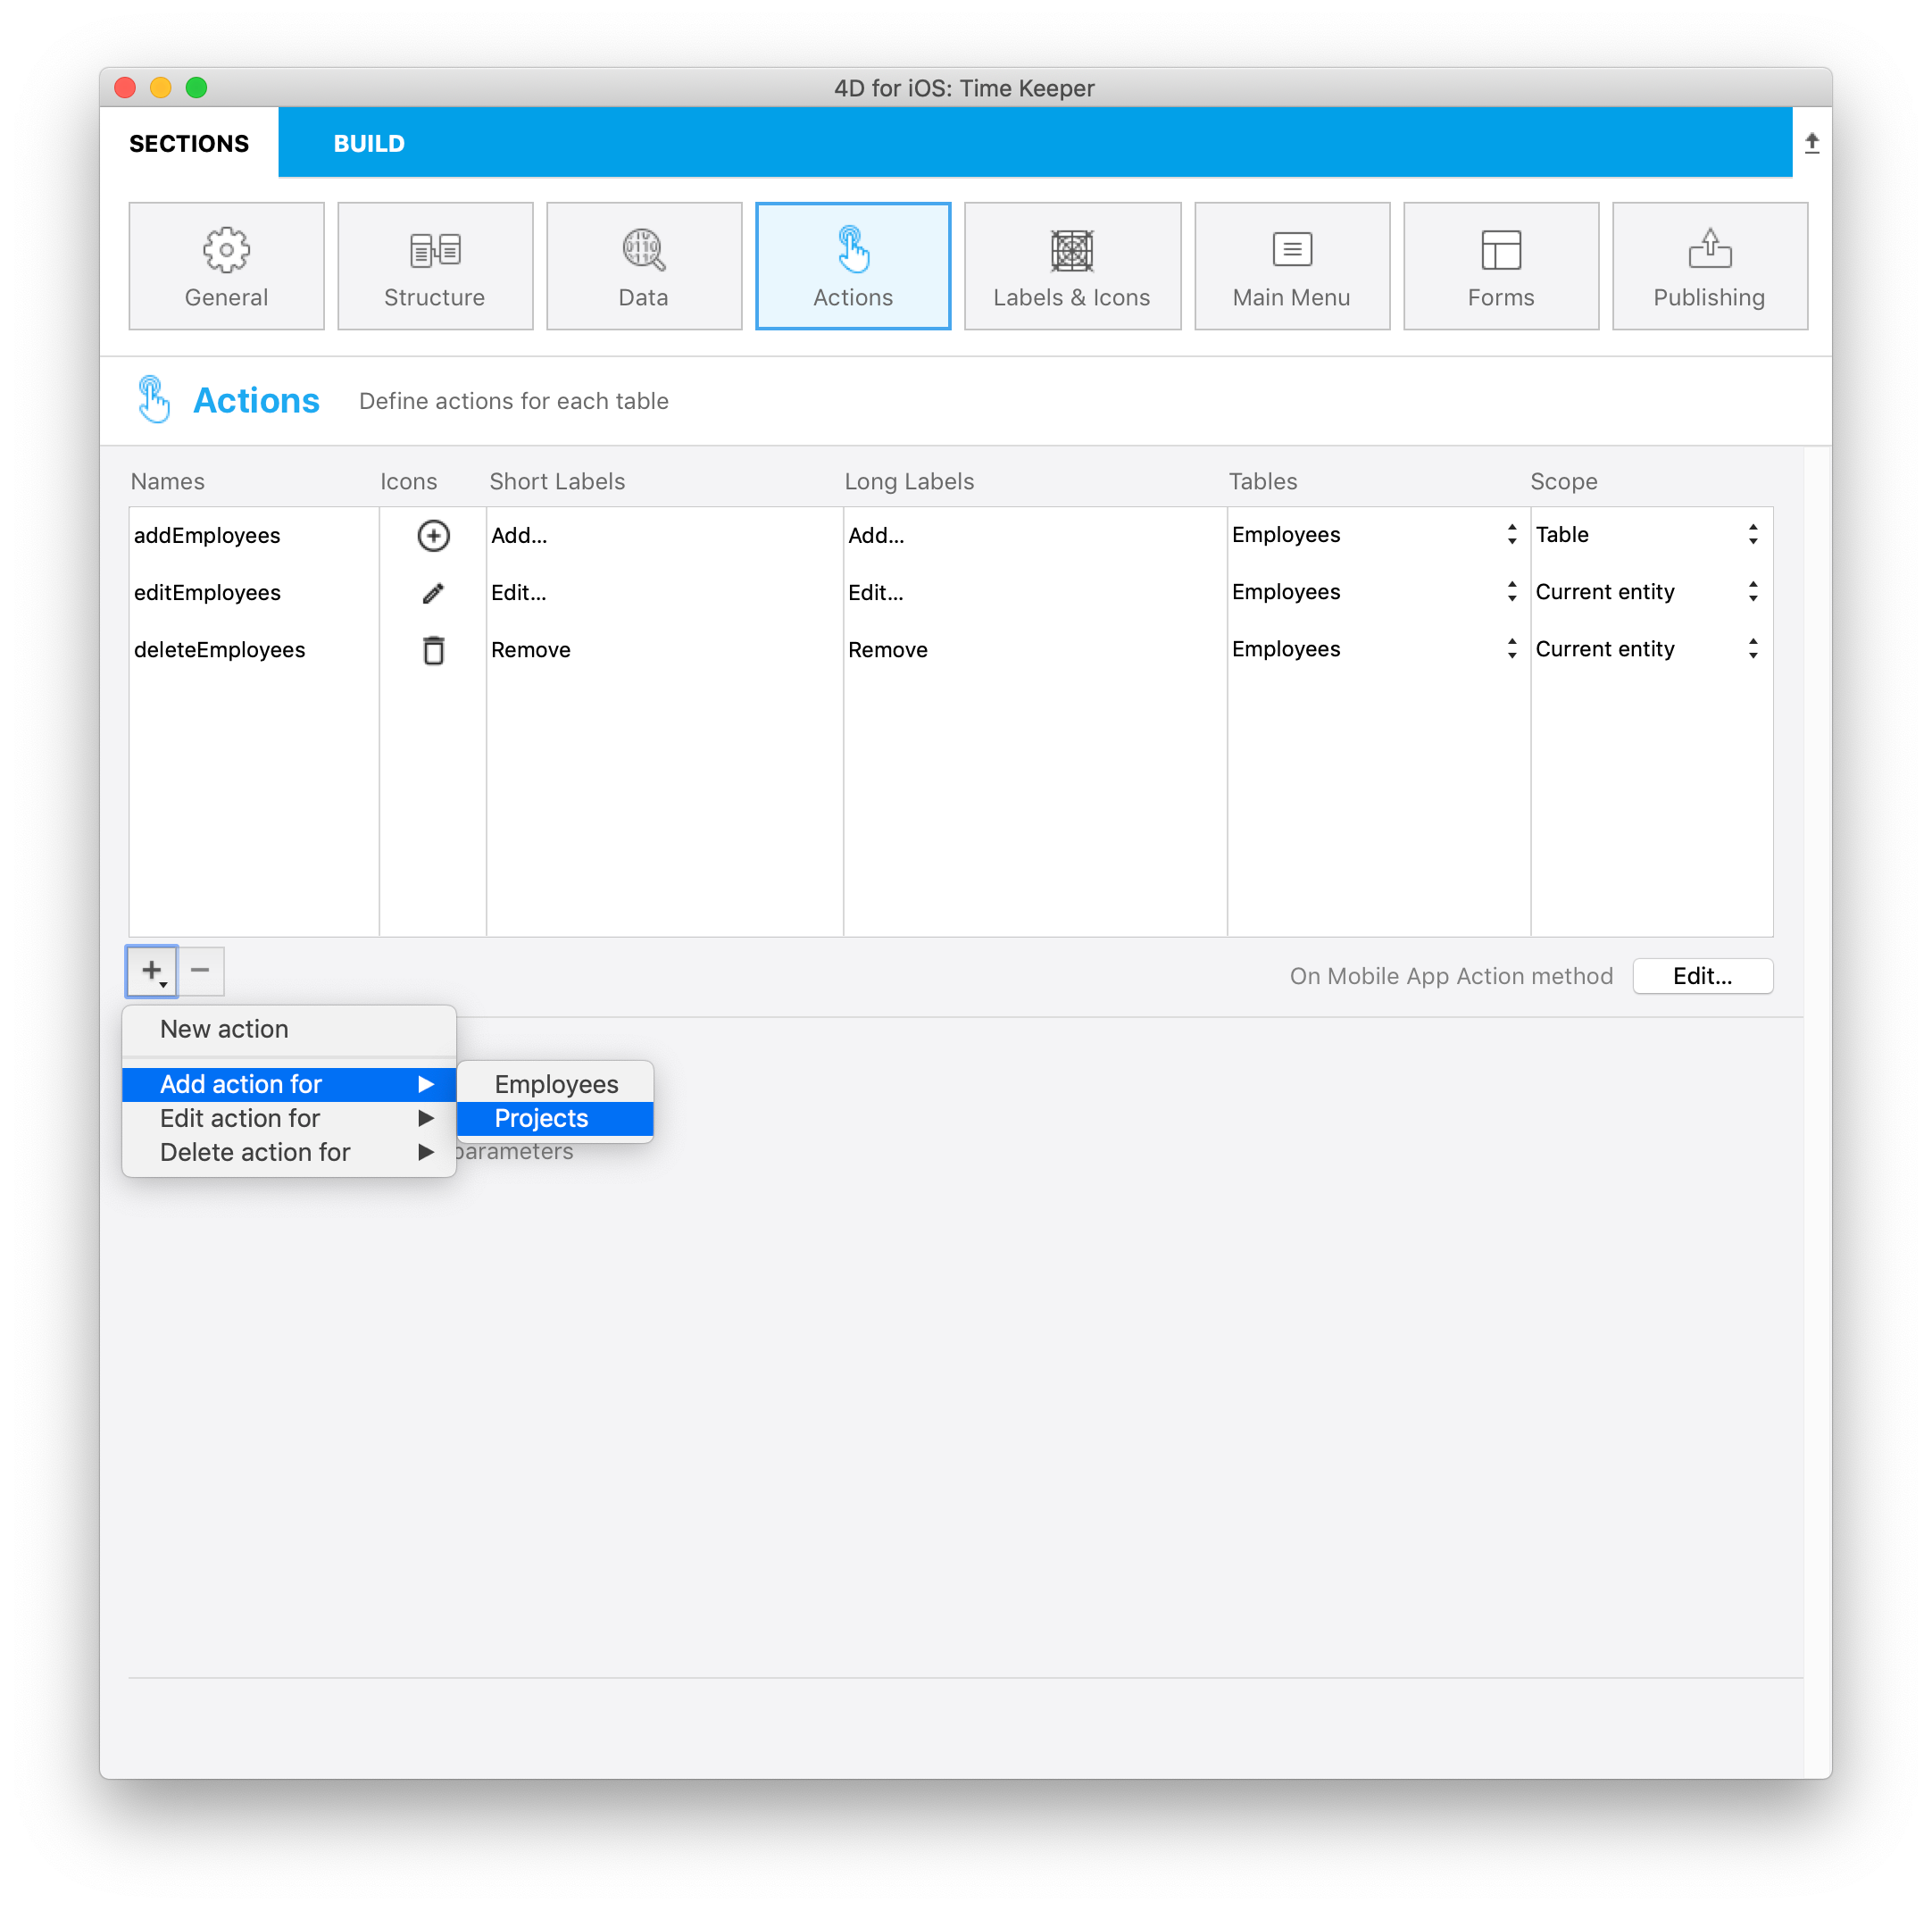 4D for iOS: Time Keeper
SECTIONS BUILD
General Structure Data Actions Labels & Icons Main Menu Forms Publishing
Actions Define actions for each table
Names Icons Short Labels Long Labels Tables Scope
addEmployees Add... Add... Employees Table
editEmployees Edit... Edit... Employees Current entity
deleteEmployees Remove Remove Employees Current entity
On Mobile App Action method Edit...
New action
Add action for Employees
Edit action for Projects
Delete action for parameters